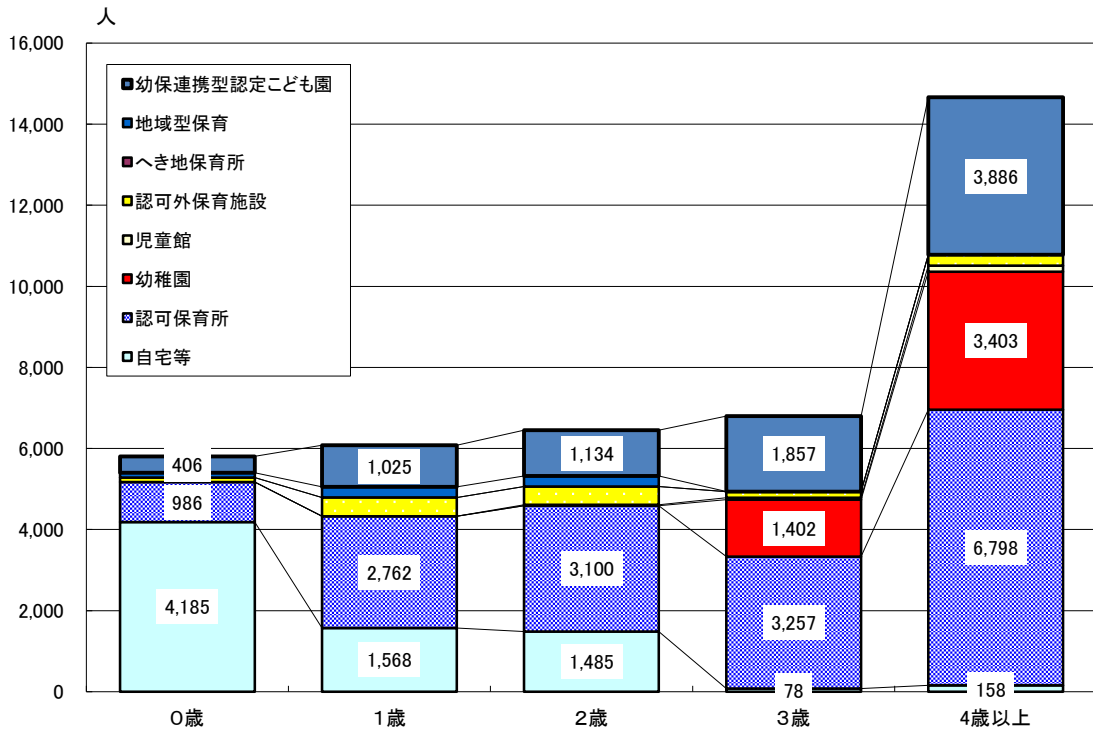 人
16,000
14,000
12,000
10,000
8,000
6,000
4,000
2,000
0
幼保連携型認定こども園
地域型保育
へき地保育所
認可外保育施設
児童館
幼稚園
認可保育所
自宅等
406
986
4,185
1,025
2,762
1,568
1,134
3,100
1,485
1,857
1,402
3,257
78
3,886
3,403
6,798
158
0歳
1歳
2歳
3歳
4歳以上